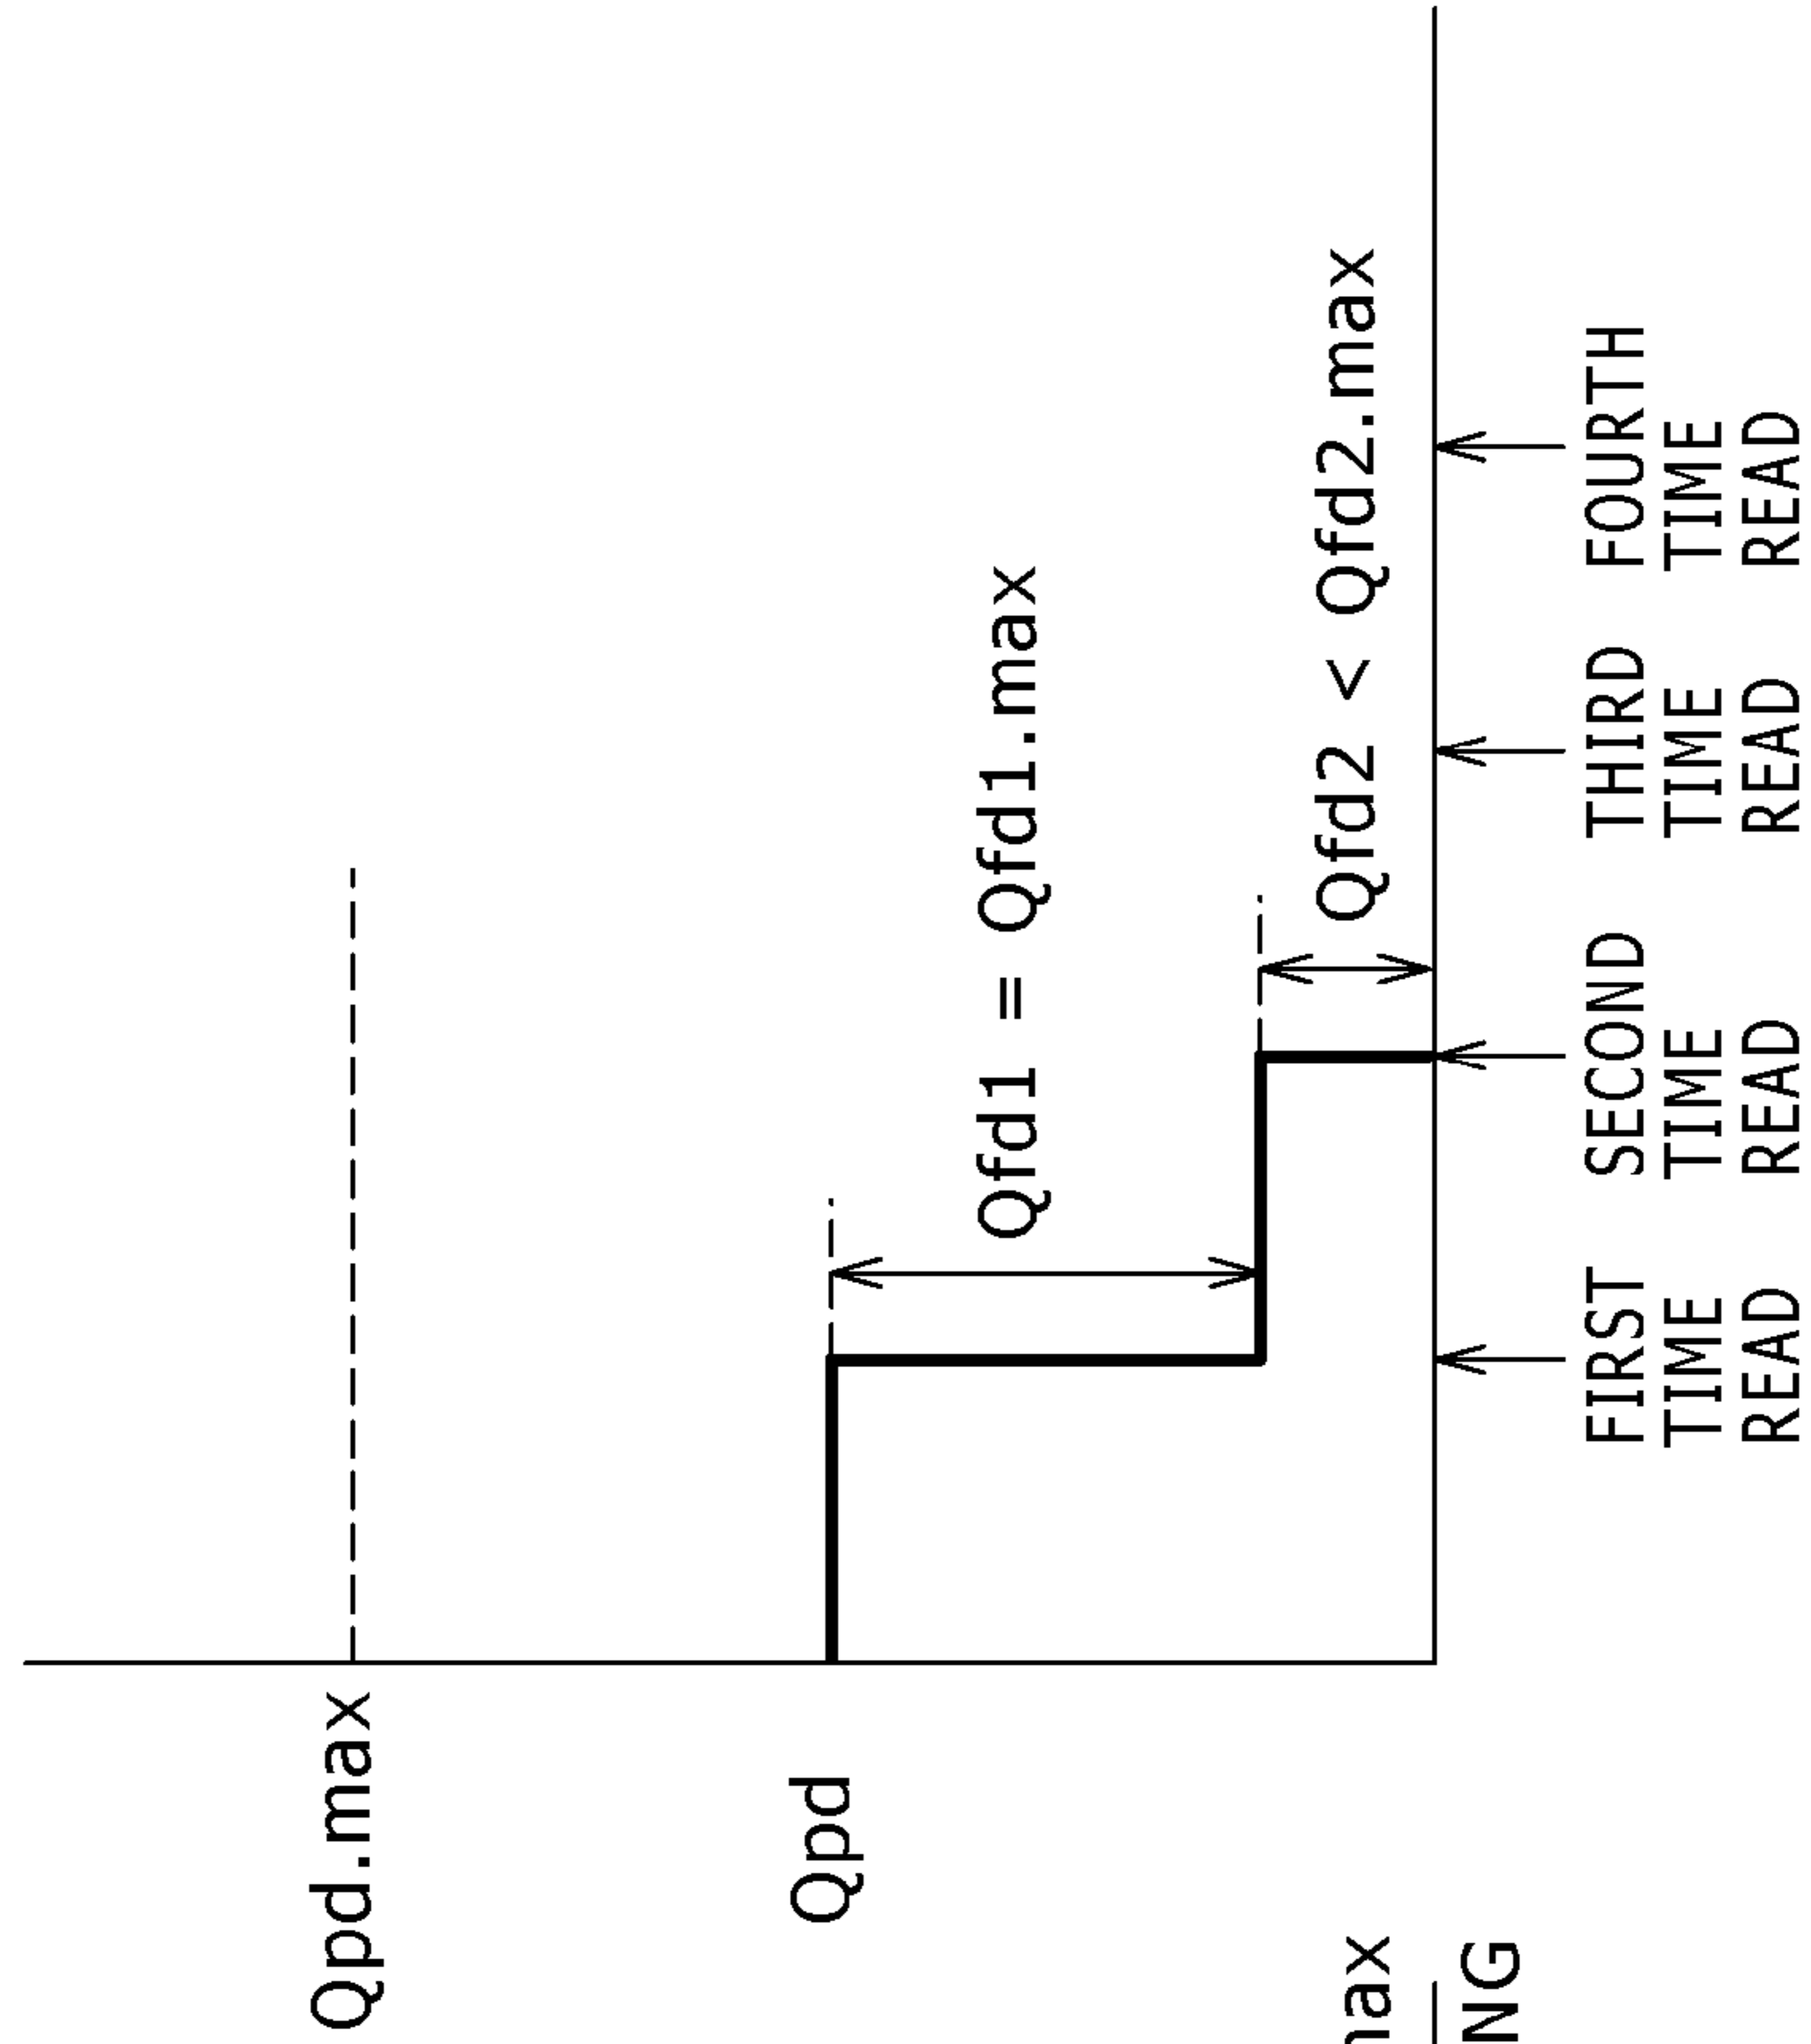 Qpd.max
Qpd
Qfd1 = Qfd1.max
Qfd2 < Qfd2.max
FIRST TIME READ
SECOND TIME READ
THIRD TIME READ
FOURTH TIME READ